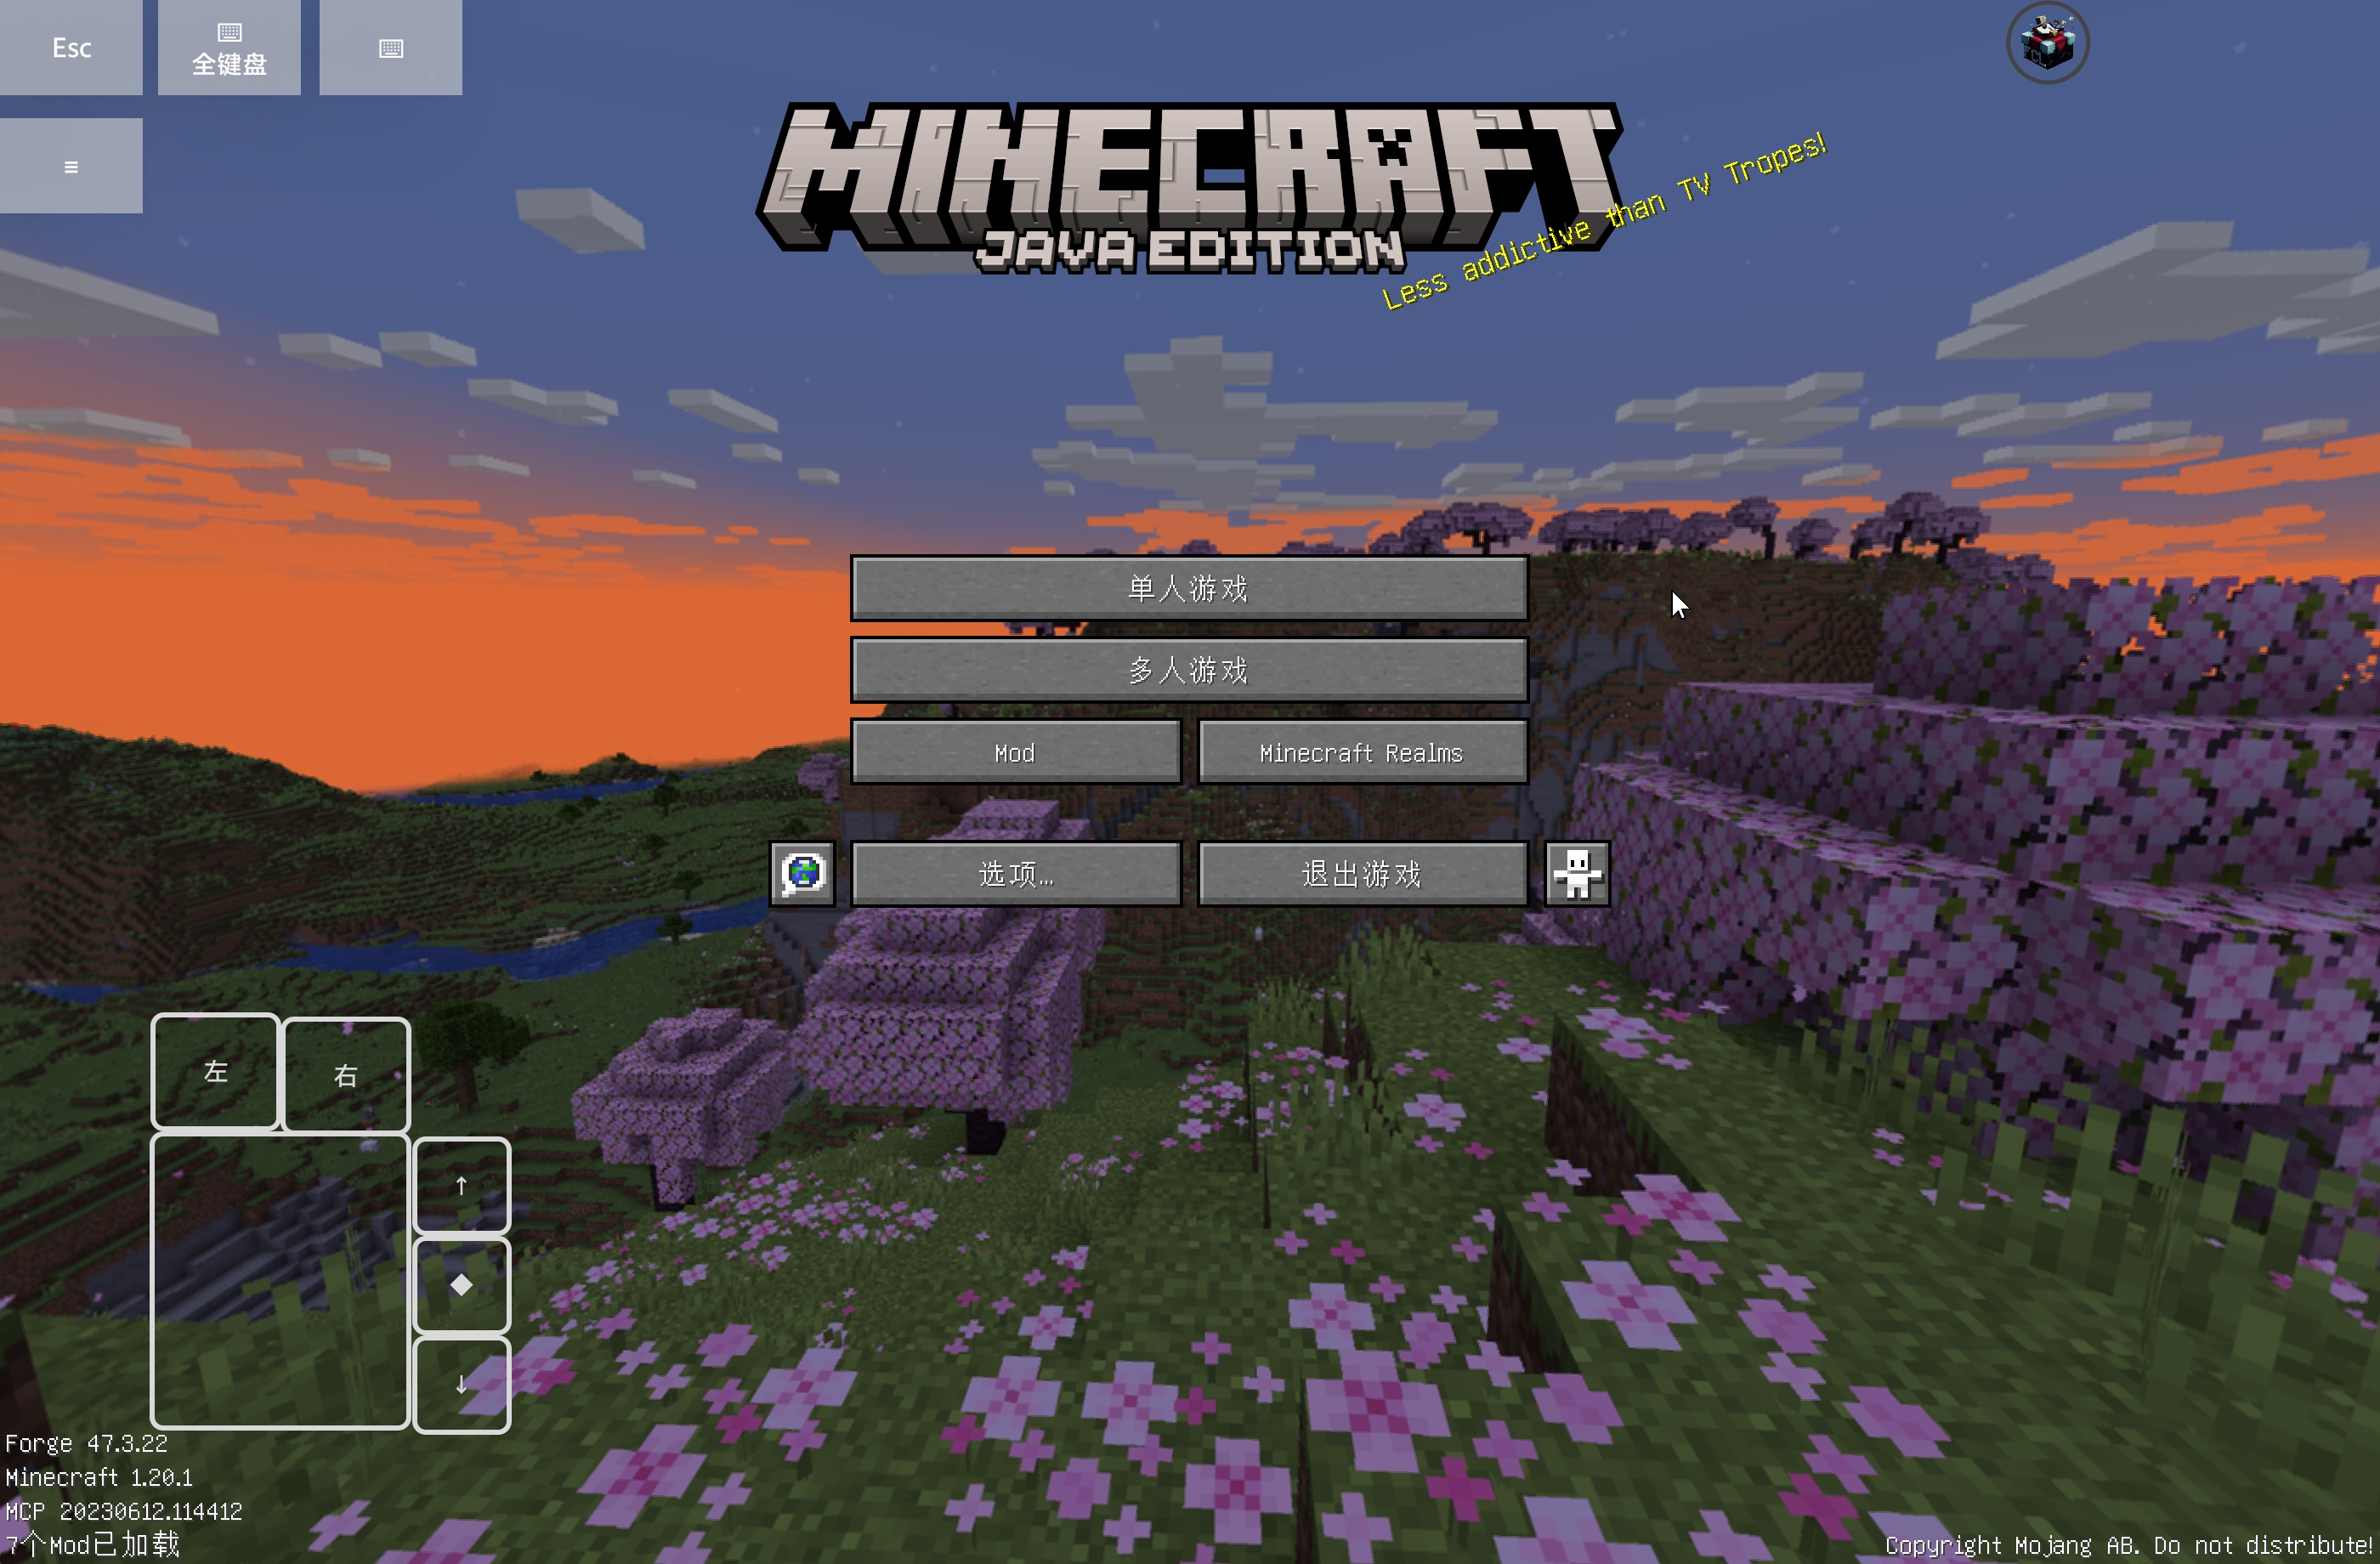 Esc
全键盘
≡
MINECRAFT
JAVA EDITION
Less addictive than TV Tropes!
单人游戏
多人游戏
Mod
Minecraft Realms
选项...
退出游戏
左
右
↑
◆
↓
Forge 47.3.22
Minecraft 1.20.1
MCP 20230612.114412
7个Mod已加载
Copyright Mojang AB. Do not distribute!